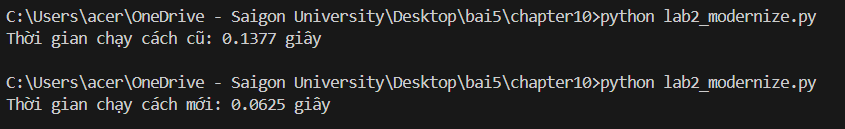 C:\Users\acer\OneDrive - Saigon University\Desktop\bai5\chapter10>python lab2_modernize.py
Thời gian chạy cách cũ: 0.1377 giây
C:\Users\acer\OneDrive - Saigon University\Desktop\bai5\chapter10>python lab2_modernize.py
Thời gian chạy cách mới: 0.0625 giây